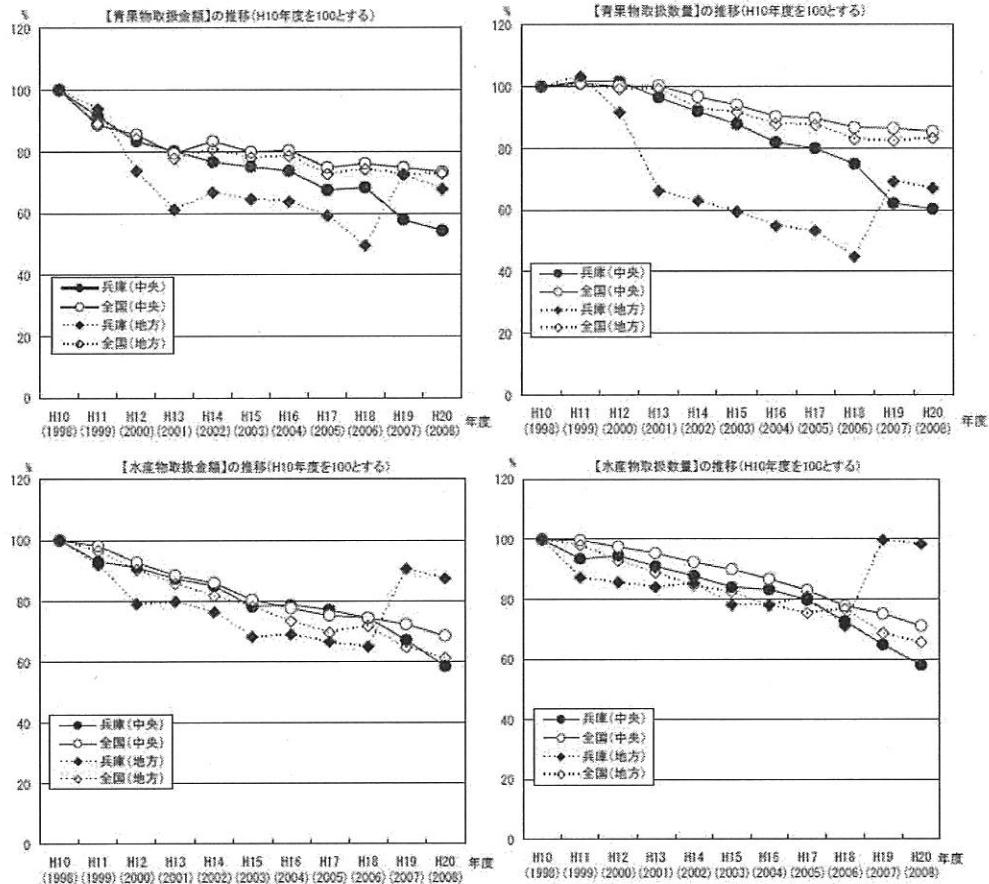 【青果物取扱金額】の推移(H10年度を100とする)
%
120
100
80
60
40
20
0
兵庫(中央)
全国(中央)
兵庫(地方)
全国(地方)
H10 H11 H12 H13 H14 H15 H16 H17 H18 H19 H20 年度
(1998) (1999) (2000) (2001) (2002) (2003) (2004) (2005) (2006) (2007) (2008)
【青果物取扱数量】の推移(H10年度を100とする)
%
120
100
80
60
40
20
0
兵庫(中央)
全国(中央)
兵庫(地方)
全国(地方)
H10 H11 H12 H13 H14 H15 H16 H17 H18 H19 H20 年度
(1998) (1999) (2000) (2001) (2002) (2003) (2004) (2005) (2006) (2007) (2008)
【水産物取扱金額】の推移(H10年度を100とする)
%
120
100
80
60
40
20
0
兵庫(中央)
全国(中央)
兵庫(地方)
全国(地方)
H10 H11 H12 H13 H14 H15 H16 H17 H18 H19 H20 年度
(1998) (1999) (2000) (2001) (2002) (2003) (2004) (2005) (2006) (2007) (2008)
【水産物取扱数量】の推移(H10年度を100とする)
%
120
100
80
60
40
20
0
兵庫(中央)
全国(中央)
兵庫(地方)
全国(地方)
H10 H11 H12 H13 H14 H15 H16 H17 H18 H19 H20 年度
(1998) (1999) (2000) (2001) (2002) (2003) (2004) (2005) (2006) (2007) (2008)